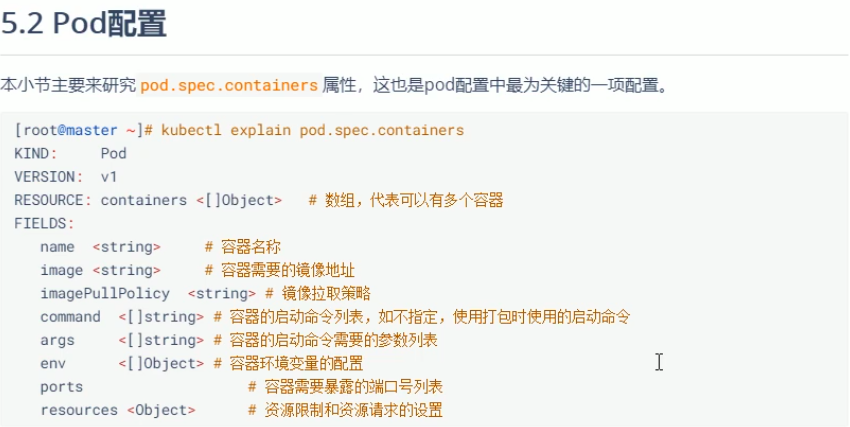 5.2 Pod配置
本小节主要来研究 pod.spec.containers 属性，这也是pod配置中最为关键的一项配置。
[root@master ~]# kubectl explain pod.spec.containers
KIND:     Pod
VERSION:  v1
RESOURCE: containers <[]Object>   # 数组，代表可以有多个容器
FIELDS:
   name  <string>     # 容器名称
   image <string>     # 容器需要的镜像地址
   imagePullPolicy  <string> # 镜像拉取策略
   command  <[]string> # 容器的启动命令列表，如不指定，使用打包时使用的启动命令
   args     <[]string> # 容器的启动命令需要的参数列表
   env      <[]Object> # 容器环境变量的配置
   ports                   # 容器需要暴露的端口号列表
   resources <Object>      # 资源限制和资源请求的设置